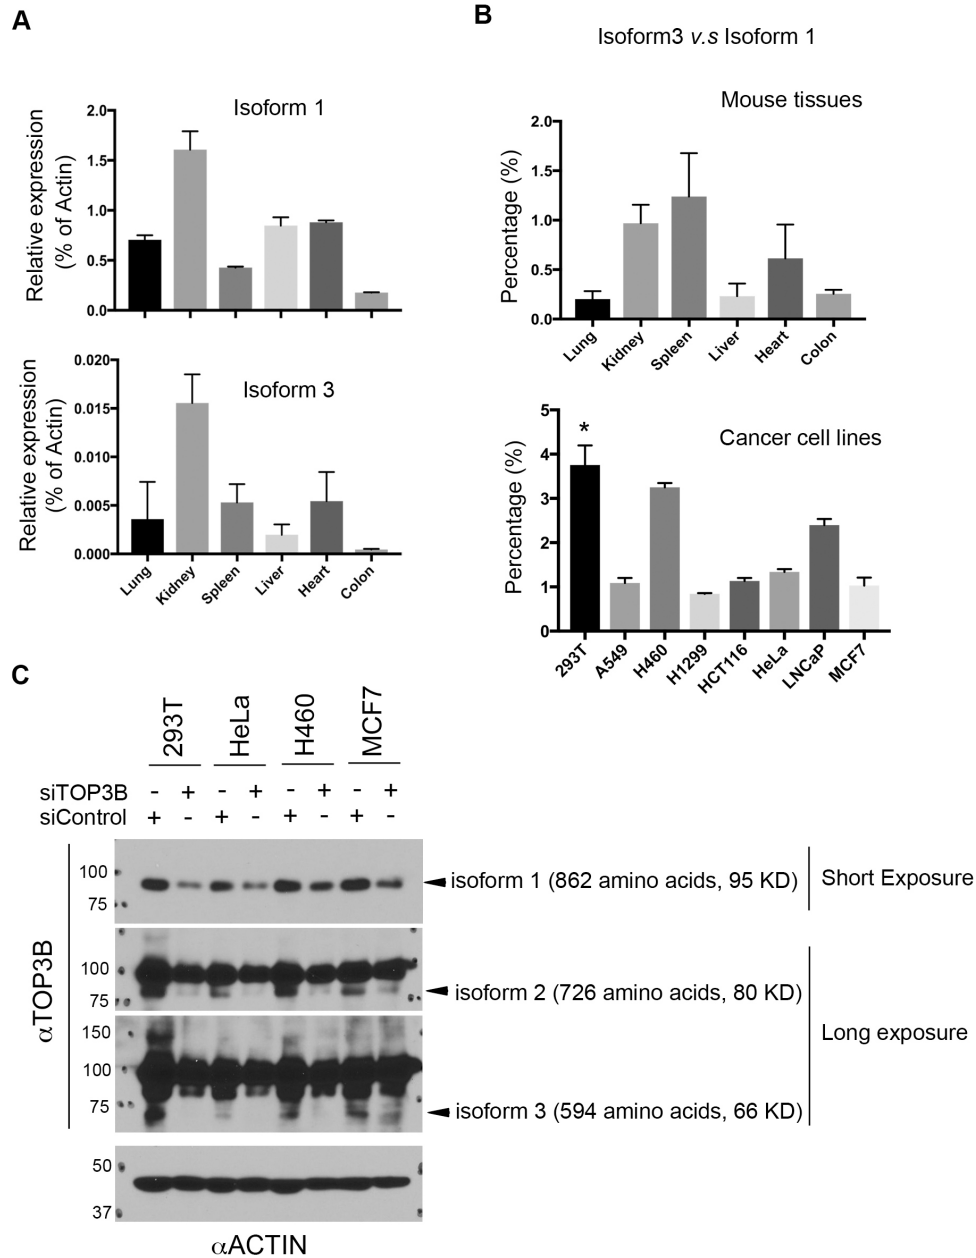 A
Isoform 1
Relative expression
(% of Actin)
2.0
1.5
1.0
0.5
0.0
Isoform 3
Relative expression
(% of Actin)
0.020
0.015
0.010
0.005
0.000
Lung
Kidney
Spleen
Liver
Heart
Colon
B
Isoform3 v.s Isoform 1
Mouse tissues
Percentage (%)
2.0
1.5
1.0
0.5
0.0
Lung
Kidney
Spleen
Liver
Heart
Colon
Cancer cell lines
Percentage (%)
5
4
3
2
1
0
*
293T
A549
H460
H1299
HCT116
HeLa
LNCaP
MCF7
C
293T
HeLa
H460
MCF7
siTOP3B - + - + - + - +
siControl + - + - + - + -
αTOP3B
100
75
isoform 1 (862 amino acids, 95 KD)
Short Exposure
100
75
isoform 2 (726 amino acids, 80 KD)
Long exposure
150
100
75
isoform 3 (594 amino acids, 66 KD)
50
37
αACTIN